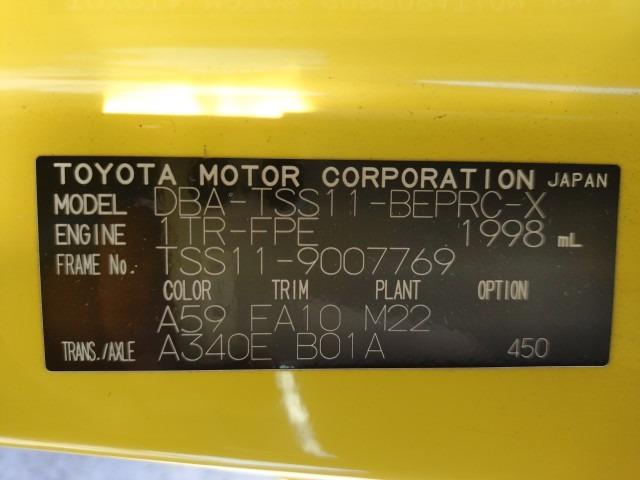 TOYOTA MOTOR CORPORATION JAPAN
MODEL DBA-TSS11-BEPRC-X
ENGINE 1TR-FPE 1998 mL
FRAME No. TSS11-9007769
COLOR TRIM PLANT OPTION
A59 FA10 M22
TRANS./AXLE A340E B01A 450